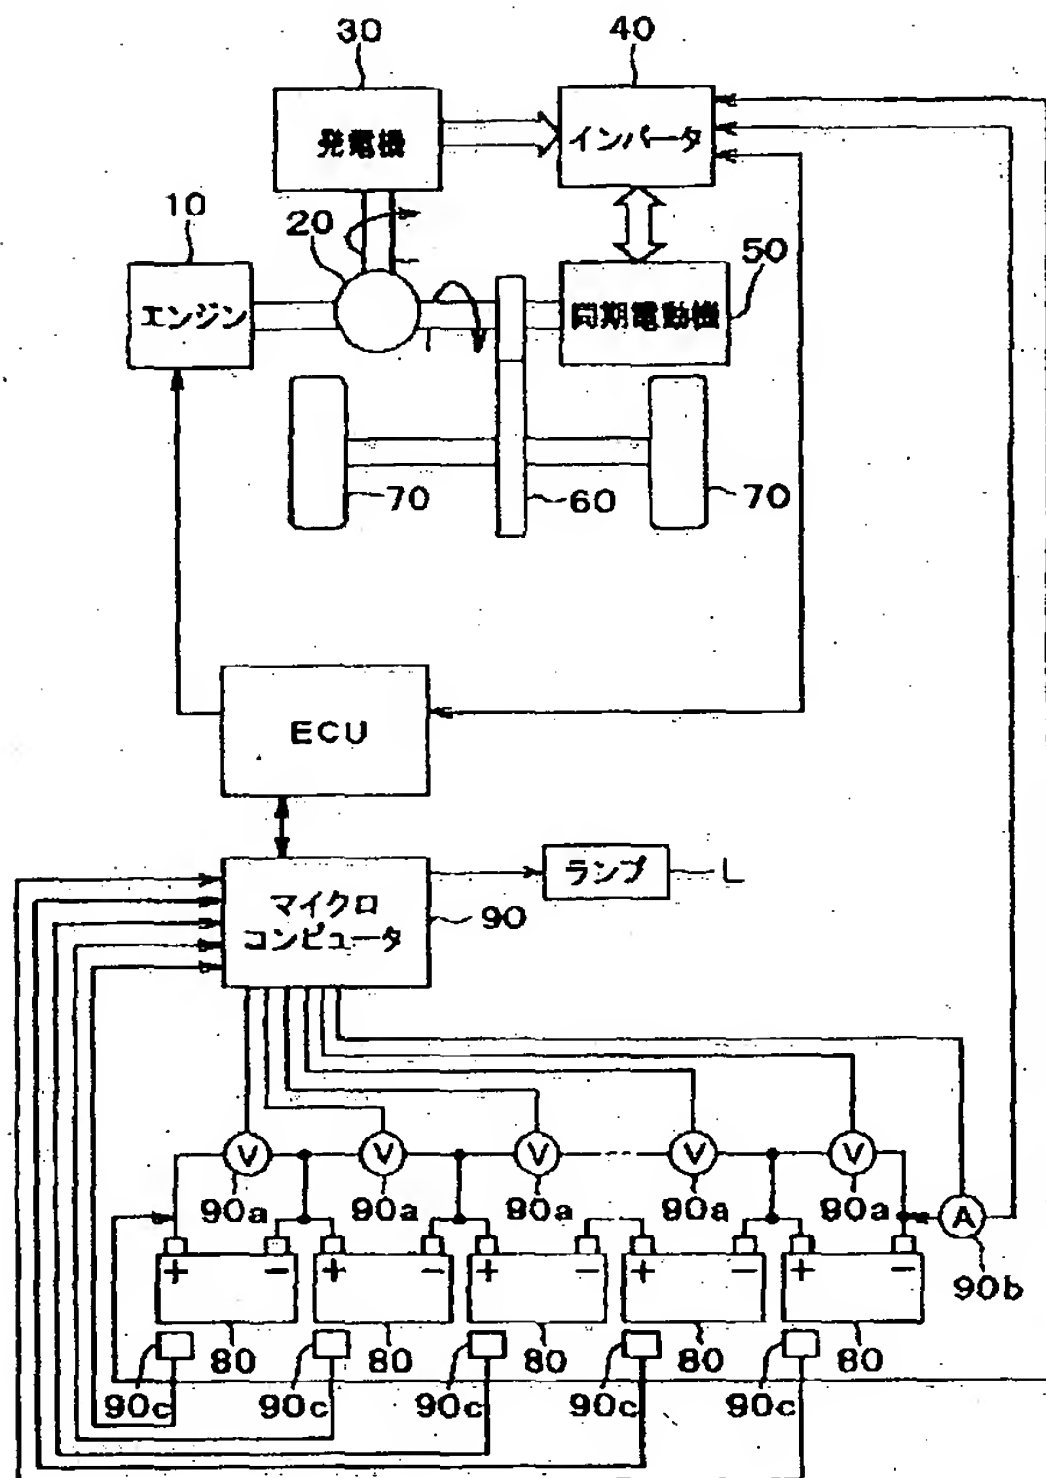 30
40
発電機
インバータ
10
20
50
エンジン
同期電動機
70
60
70
ECU
マイクロ
コンピュータ
90
ランプ
L
V
V
V
V
V
90a
90a
90a
90a
90a
A
90b
+ -
+ -
+ -
+ -
+ -
80
80
80
80
80
90c
90c
90c
90c
90c